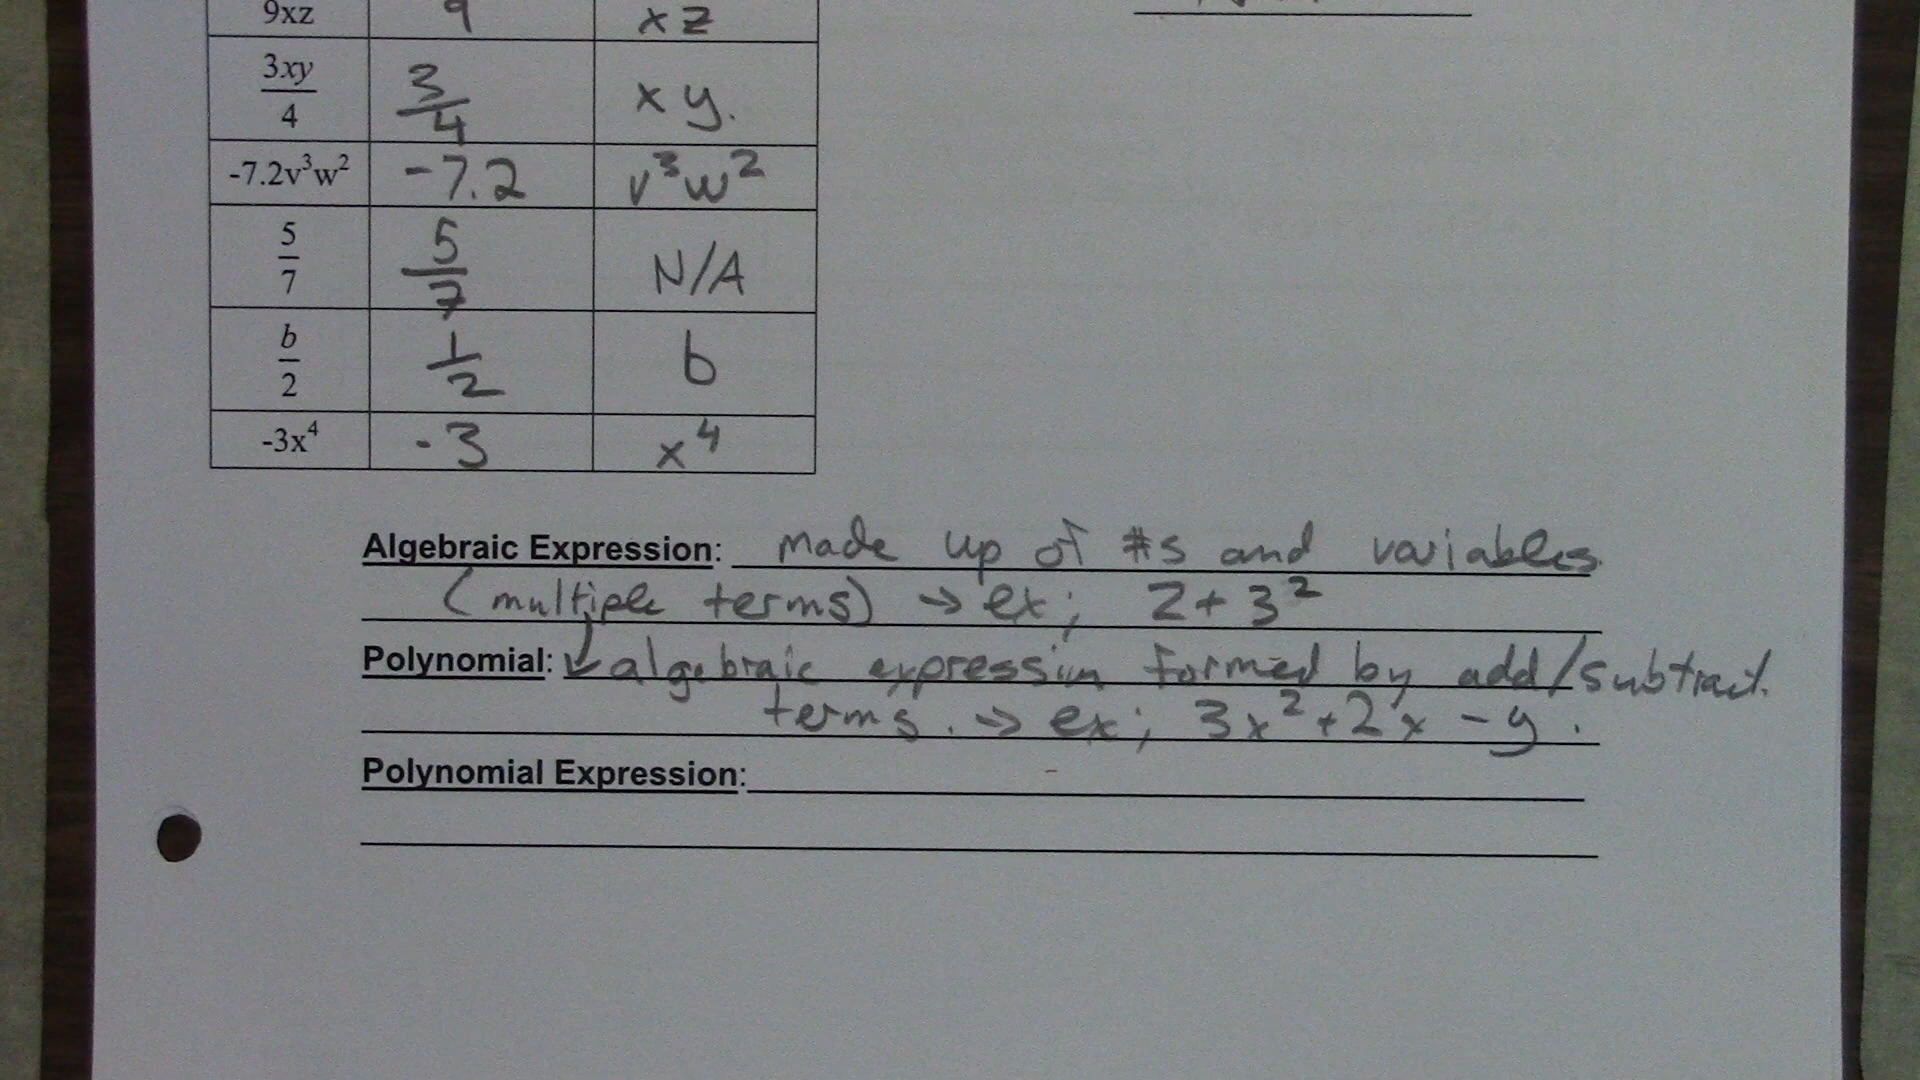 9xz 9 xz
3xy/4 3/4 xy.
-7.2v³w² -7.2 v³w²
5/7 5/7 N/A
b/2 1/2 b
-3x⁴ -3 x⁴
Algebraic Expression: made up of #s and variables.
(multiple terms) → ex; 2+3²
Polynomial: ↓ algebraic expression formed by add/subtract.
terms. → ex; 3x²+2x-y.
Polynomial Expression: